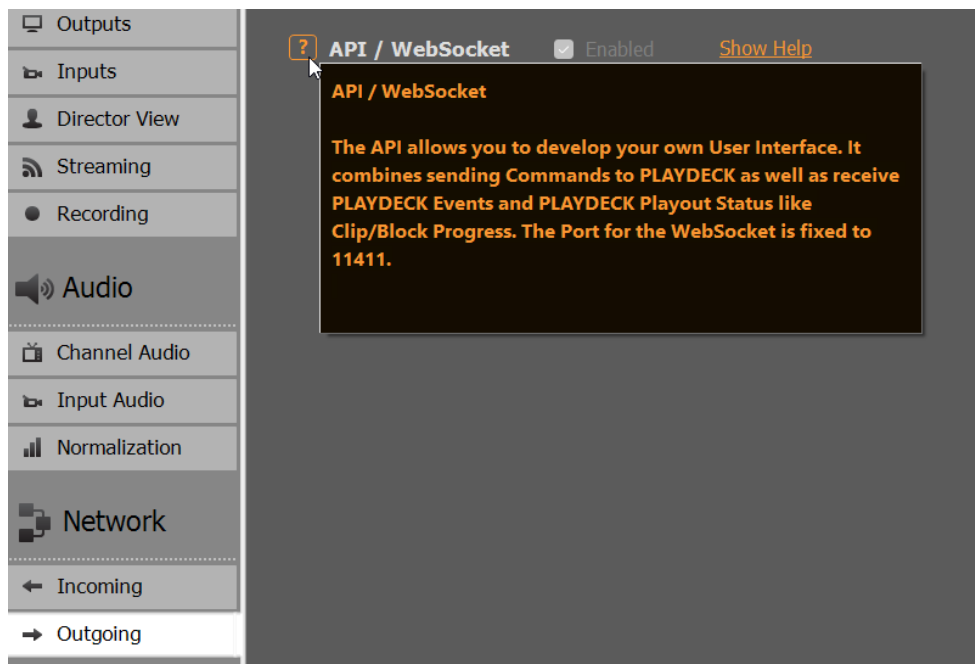 Outputs
Inputs
Director View
Streaming
Recording
Audio
Channel Audio
Input Audio
Normalization
Network
Incoming
Outgoing
? API / WebSocket Enabled Show Help
API / WebSocket
The API allows you to develop your own User Interface. It
combines sending Commands to PLAYDECK as well as receive
PLAYDECK Events and PLAYDECK Playout Status like
Clip/Block Progress. The Port for the WebSocket is fixed to
11411.